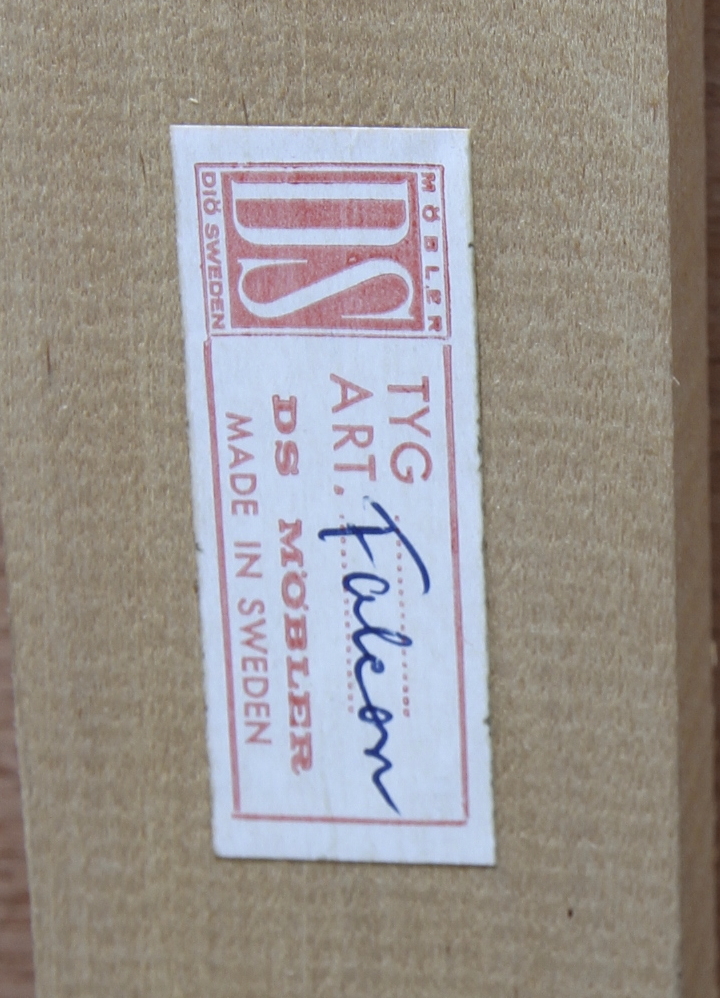 MÖBLER
DS
DIÖ SWEDEN
TYG
ART. Falcon
DS MÖBLER
MADE IN SWEDEN